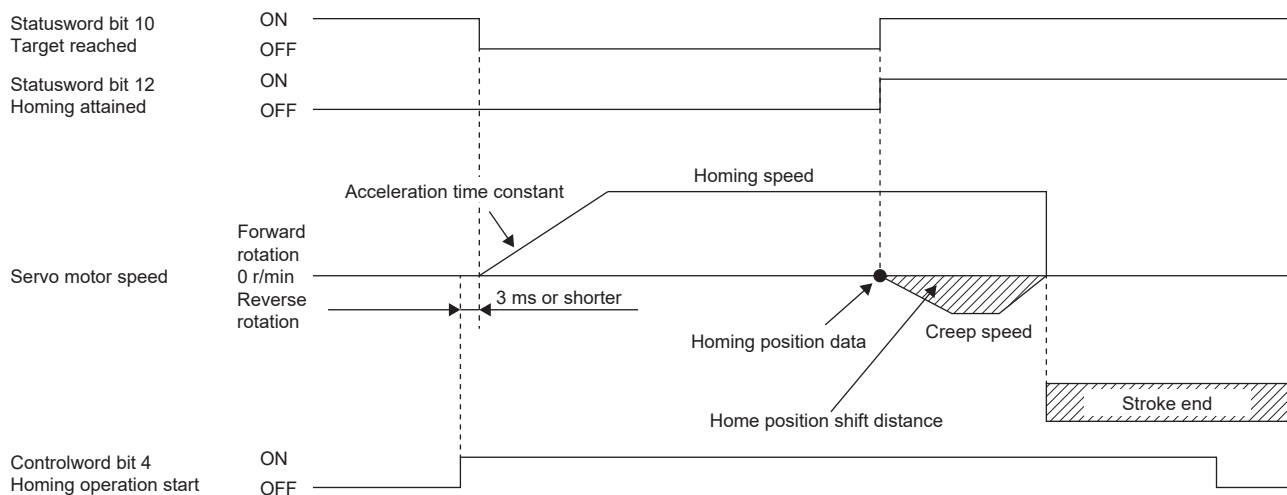 Statusword bit 10
Target reached
ON
OFF
Statusword bit 12
Homing attained
ON
OFF
Homing speed
Acceleration time constant
Servo motor speed
Forward
rotation
0 r/min
Reverse
rotation
3 ms or shorter
Homing position data
Creep speed
Home position shift distance
Stroke end
Controlword bit 4
Homing operation start
ON
OFF